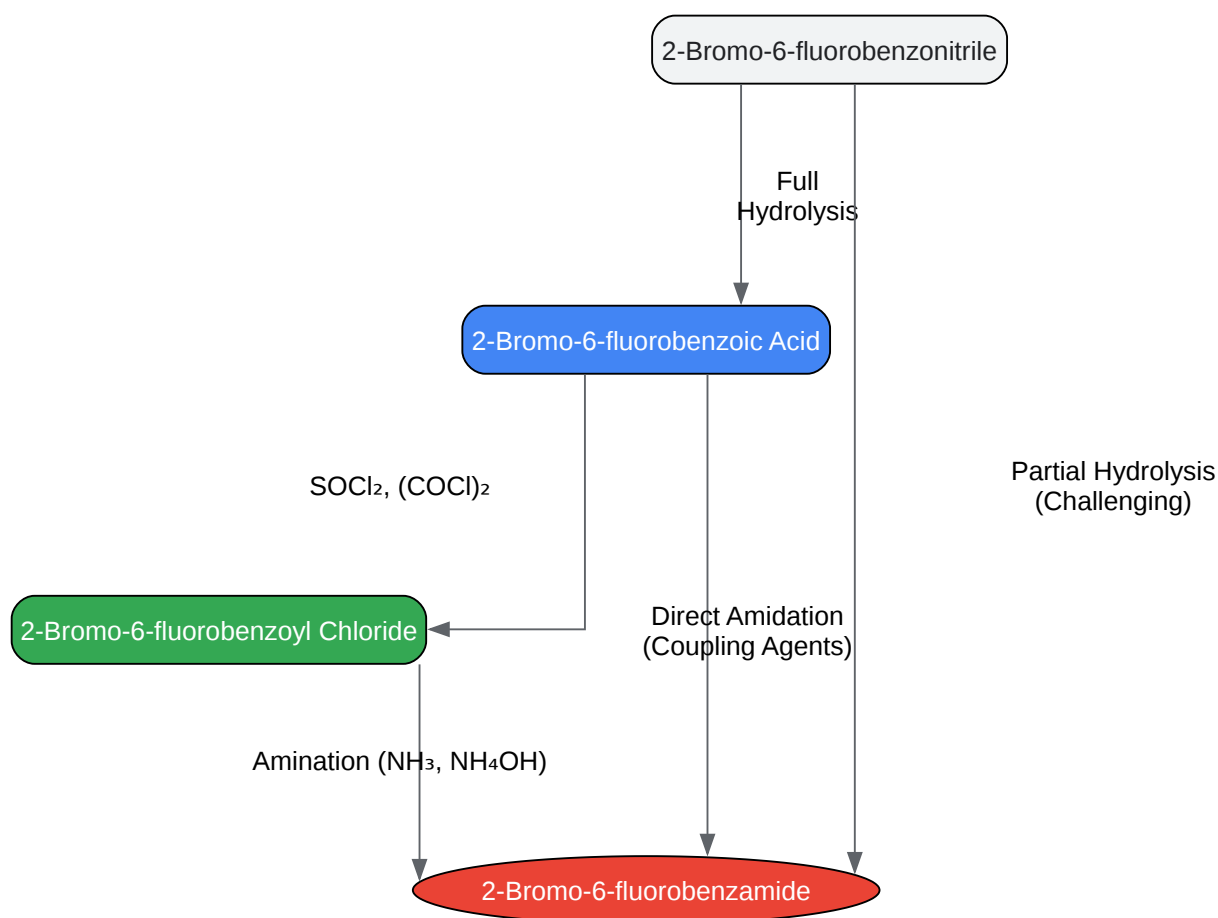 2-Bromo-6-fluorobenzonitrile
Full
Hydrolysis
2-Bromo-6-fluorobenzoic Acid
SOCl₂, (COCl)₂
Partial Hydrolysis
(Challenging)
2-Bromo-6-fluorobenzoyl Chloride
Direct Amidation
(Coupling Agents)
Amination (NH₃, NH₄OH)
2-Bromo-6-fluorobenzamide